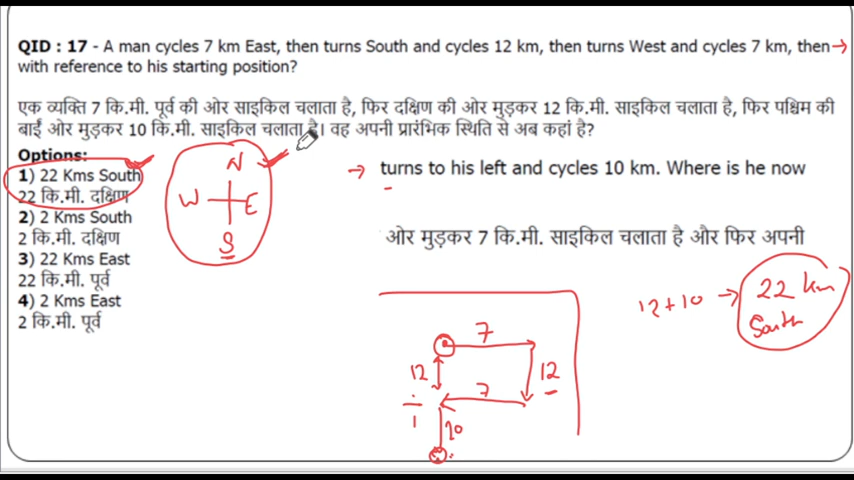 QID : 17 - A man cycles 7 km East, then turns South and cycles 12 km, then turns West and cycles 7 km, then →
with reference to his starting position?
एक व्यक्ति 7 कि.मी. पूर्व की ओर साइकिल चलाता है, फिर दक्षिण की ओर मुड़कर 12 कि.मी. साइकिल चलाता है, फिर पश्चिम की
बाईं ओर मुड़कर 10 कि.मी. साइकिल चलाता है। वह अपनी प्रारंभिक स्थिति से अब कहां है?
Options:
1) 22 Kms South
22 कि.मी. दक्षिण
2) 2 Kms South
2 कि.मी. दक्षिण
3) 22 Kms East
22 कि.मी. पूर्व
4) 2 Kms East
2 कि.मी. पूर्व
N
W E
S
→ turns to his left and cycles 10 km. Where is he now
ओर मुड़कर 7 कि.मी. साइकिल चलाता है और फिर अपनी
12+10 → 22 km
South
7
12 12
7
10